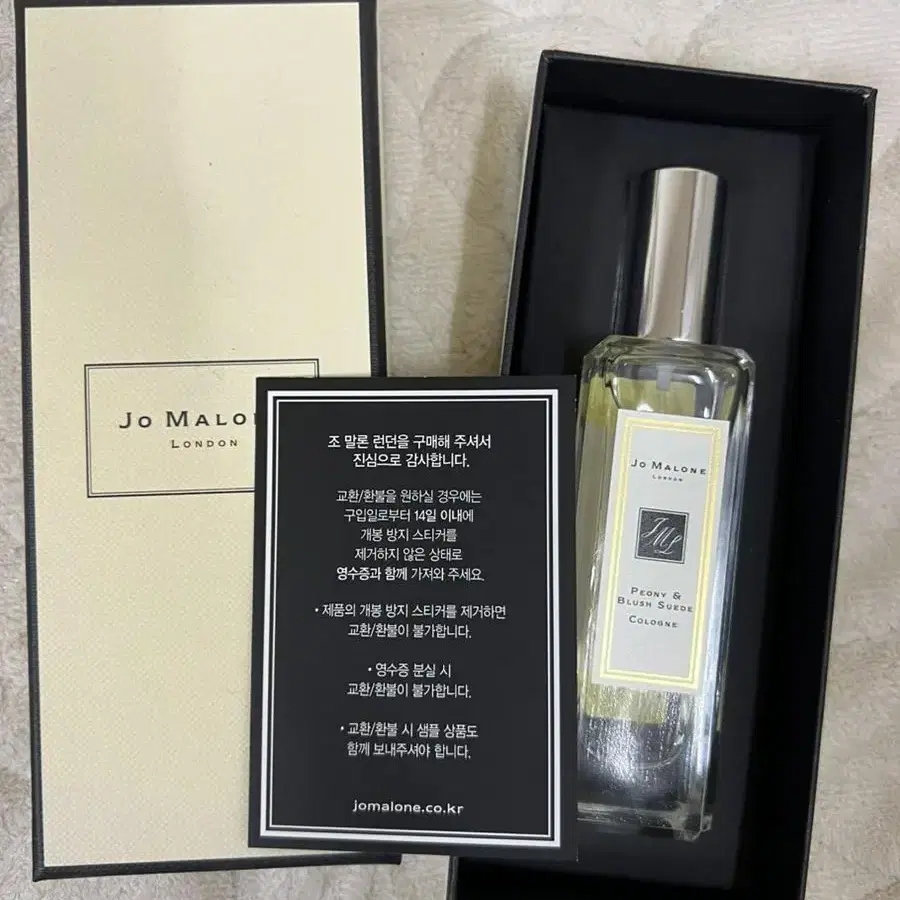 Jo Malo
London
조 말론 런던을 구매해 주셔서
진심으로 감사합니다.
교환/환불을 원하실 경우에는
구입일로부터 14일 이내에
개봉 방지 스티커를
제거하지 않은 상태로
영수증과 함께 가져와 주세요.
• 제품의 개봉 방지 스티커를 제거하면
교환/환불이 불가합니다.
• 영수증 분실 시
교환/환불이 불가합니다.
• 교환/환불 시 샘플 상품도
함께 보내주셔야 합니다.
jomalone.co.kr
Jo Malone
London
JML
Peony &
Blush Suede
Cologne